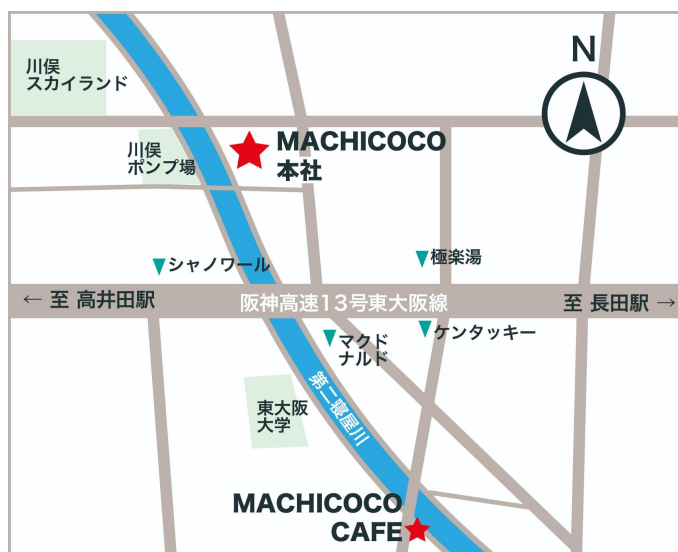 N
川俣
スカイランド
川俣
ポンプ場
MACHICOCO
本社
シャノワール
極楽湯
← 至 高井田駅
阪神高速13号東大阪線
至 長田駅 →
マクド
ナルド
ケンタッキー
東大阪
大学
第二寝屋川
MACHICOCO
CAFE